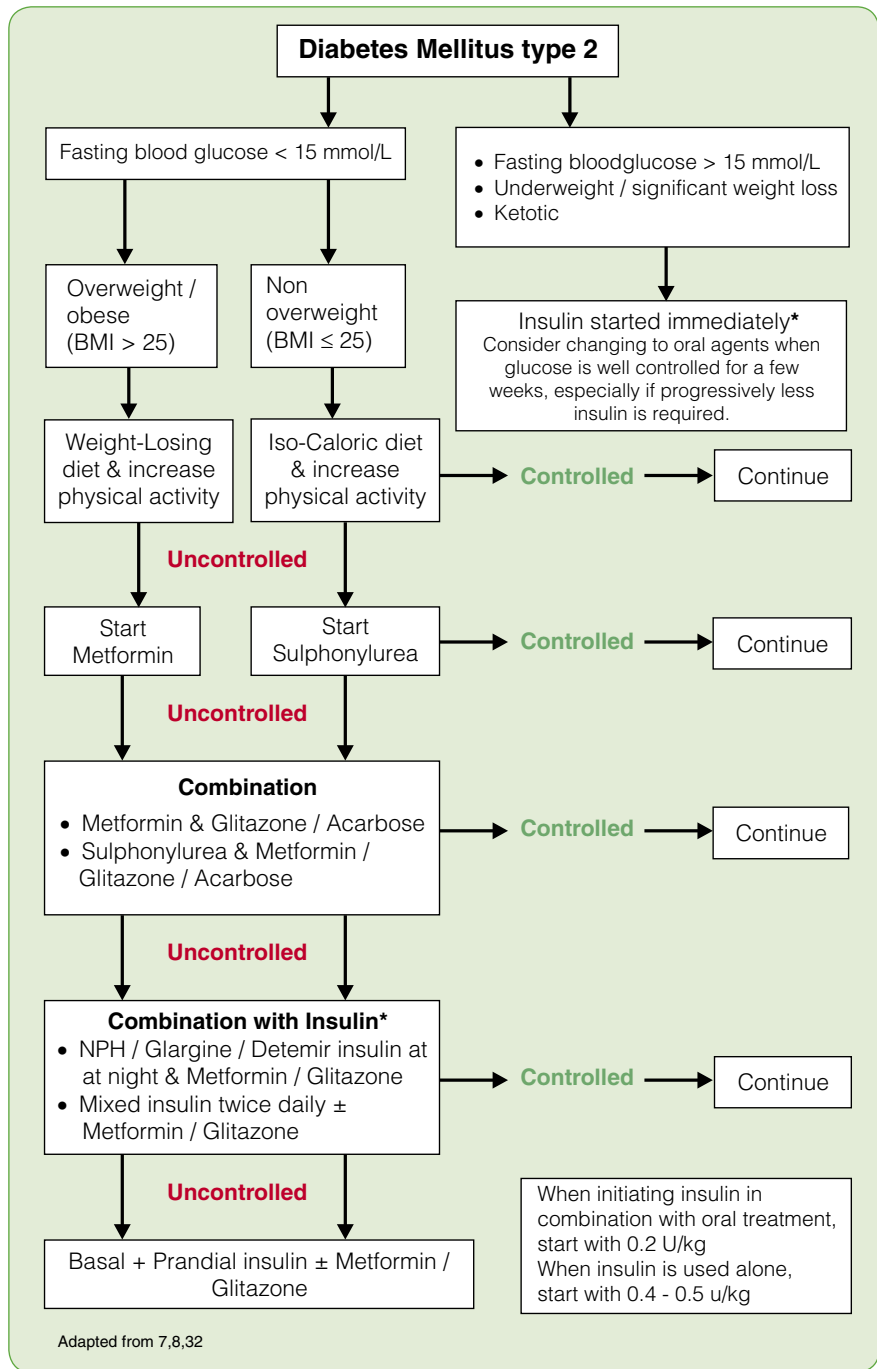 Diabetes Mellitus type 2
Fasting blood glucose < 15 mmol/L
• Fasting bloodglucose > 15 mmol/L
• Underweight / significant weight loss
• Ketotic
Overweight /
obese
(BMI > 25)
Non
overweight
(BMI ≤ 25)
Insulin started immediately*
Consider changing to oral agents when
glucose is well controlled for a few
weeks, especially if progressively less
insulin is required.
Weight-Losing
diet & increase
physical activity
Iso-Caloric diet
& increase
physical activity
Controlled
Continue
Uncontrolled
Start
Metformin
Start
Sulphonylurea
Controlled
Continue
Uncontrolled
Combination
• Metformin & Glitazone / Acarbose
• Sulphonylurea & Metformin /
Glitazone / Acarbose
Controlled
Continue
Uncontrolled
Combination with Insulin*
• NPH / Glargine / Detemir insulin at
at night & Metformin / Glitazone
• Mixed insulin twice daily ±
Metformin / Glitazone
Controlled
Continue
Uncontrolled
Basal + Prandial insulin ± Metformin /
Glitazone
When initiating insulin in
combination with oral treatment,
start with 0.2 U/kg
When insulin is used alone,
start with 0.4 - 0.5 u/kg
Adapted from 7,8,32